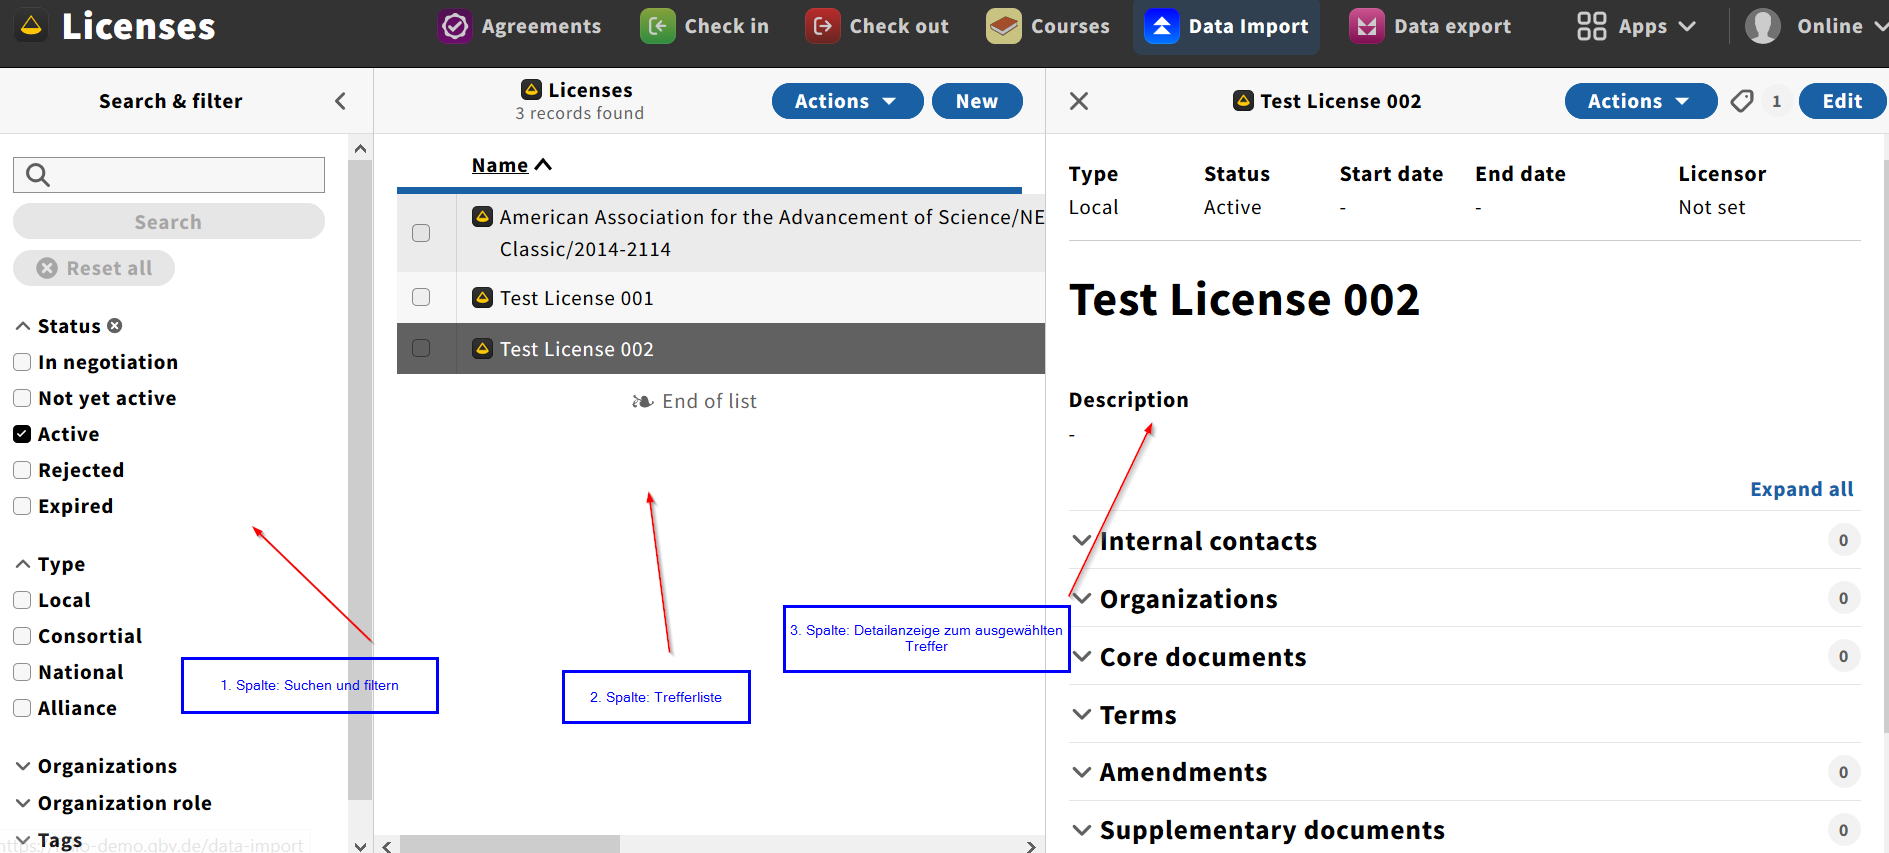 Licenses
Agreements
Check in
Check out
Courses
Data Import
Data export
Apps
Online
Search & filter
Search
Reset all
Status
In negotiation
Not yet active
Active
Rejected
Expired
Type
Local
Consortial
National
Alliance
Organizations
Organization role
Tags
-demo.gbv.de/data-import
1. Spalte: Suchen und filtern
Licenses
3 records found
Actions
New
Name
American Association for the Advancement of Science/NE
Classic/2014-2114
Test License 001
Test License 002
End of list
2. Spalte: Trefferliste
3. Spalte: Detailanzeige zum ausgewählten
Treffer
Test License 002
Actions
1
Edit
Type Status Start date End date Licensor
Local Active - - Not set
Test License 002
Description
-
Expand all
Internal contacts 0
Organizations 0
Core documents 0
Terms
Amendments 0
Supplementary documents 0